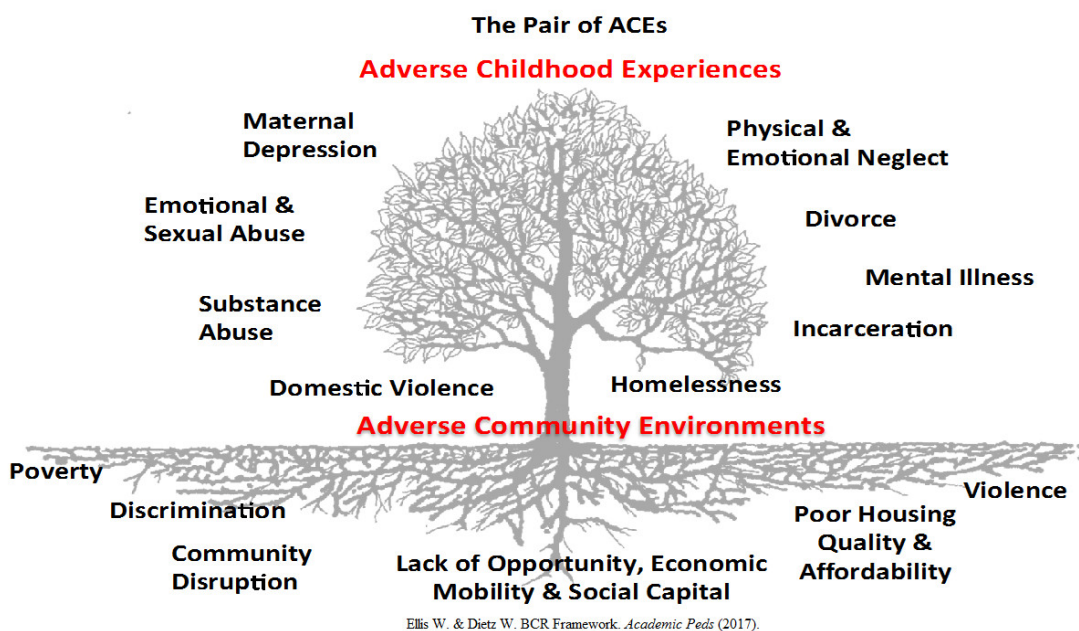 The Pair of ACEs
Adverse Childhood Experiences
Maternal
Depression
Physical &
Emotional Neglect
Emotional &
Sexual Abuse
Divorce
Mental Illness
Substance
Abuse
Incarceration
Domestic Violence
Homelessness
Adverse Community Environments
Poverty
Discrimination
Community
Disruption
Lack of Opportunity, Economic
Mobility & Social Capital
Violence
Poor Housing
Quality &
Affordability
Ellis W. & Dietz W. BCR Framework. Academic Peds (2017).